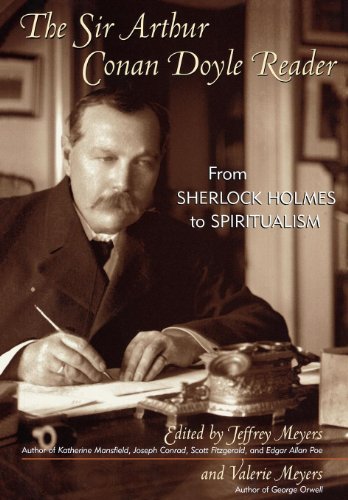 The Sir Arthur
Conan Doyle Reader
From
SHERLOCK HOLMES
to SPIRITUALISM
Edited by Jeffrey Meyers
Author of Katherine Mansfield, Joseph Conrad, Scott Fitzgerald, and Edgar Allan Poe
and Valerie Meyers
Author of George Orwell